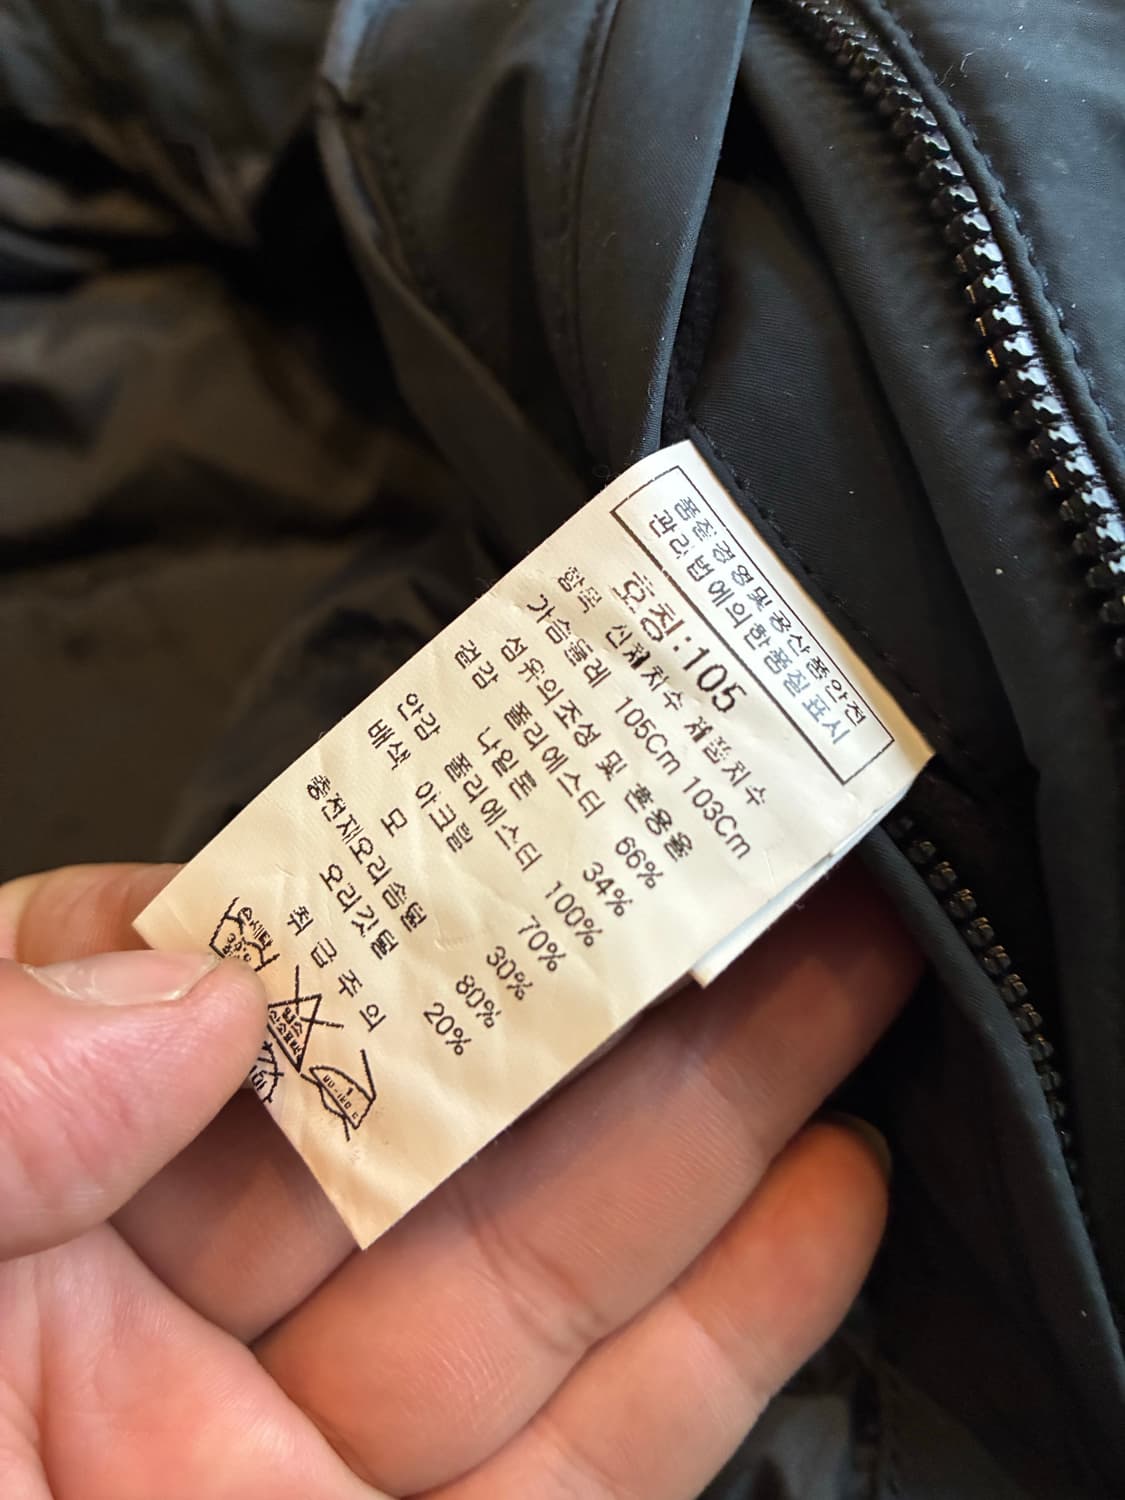 품질경영및공산품안전
관리법에의한품질표시
호칭:105
항목 신체치수 제품치수
가슴둘레 105Cm 103Cm
섬유의조성 및 혼용율
겉감 폴리에스터 66%
나일론 34%
안감 폴리에스터 100%
배색 아크릴 70%
모 30%
충전재오리솜털 80%
오리깃털 20%
취급주의